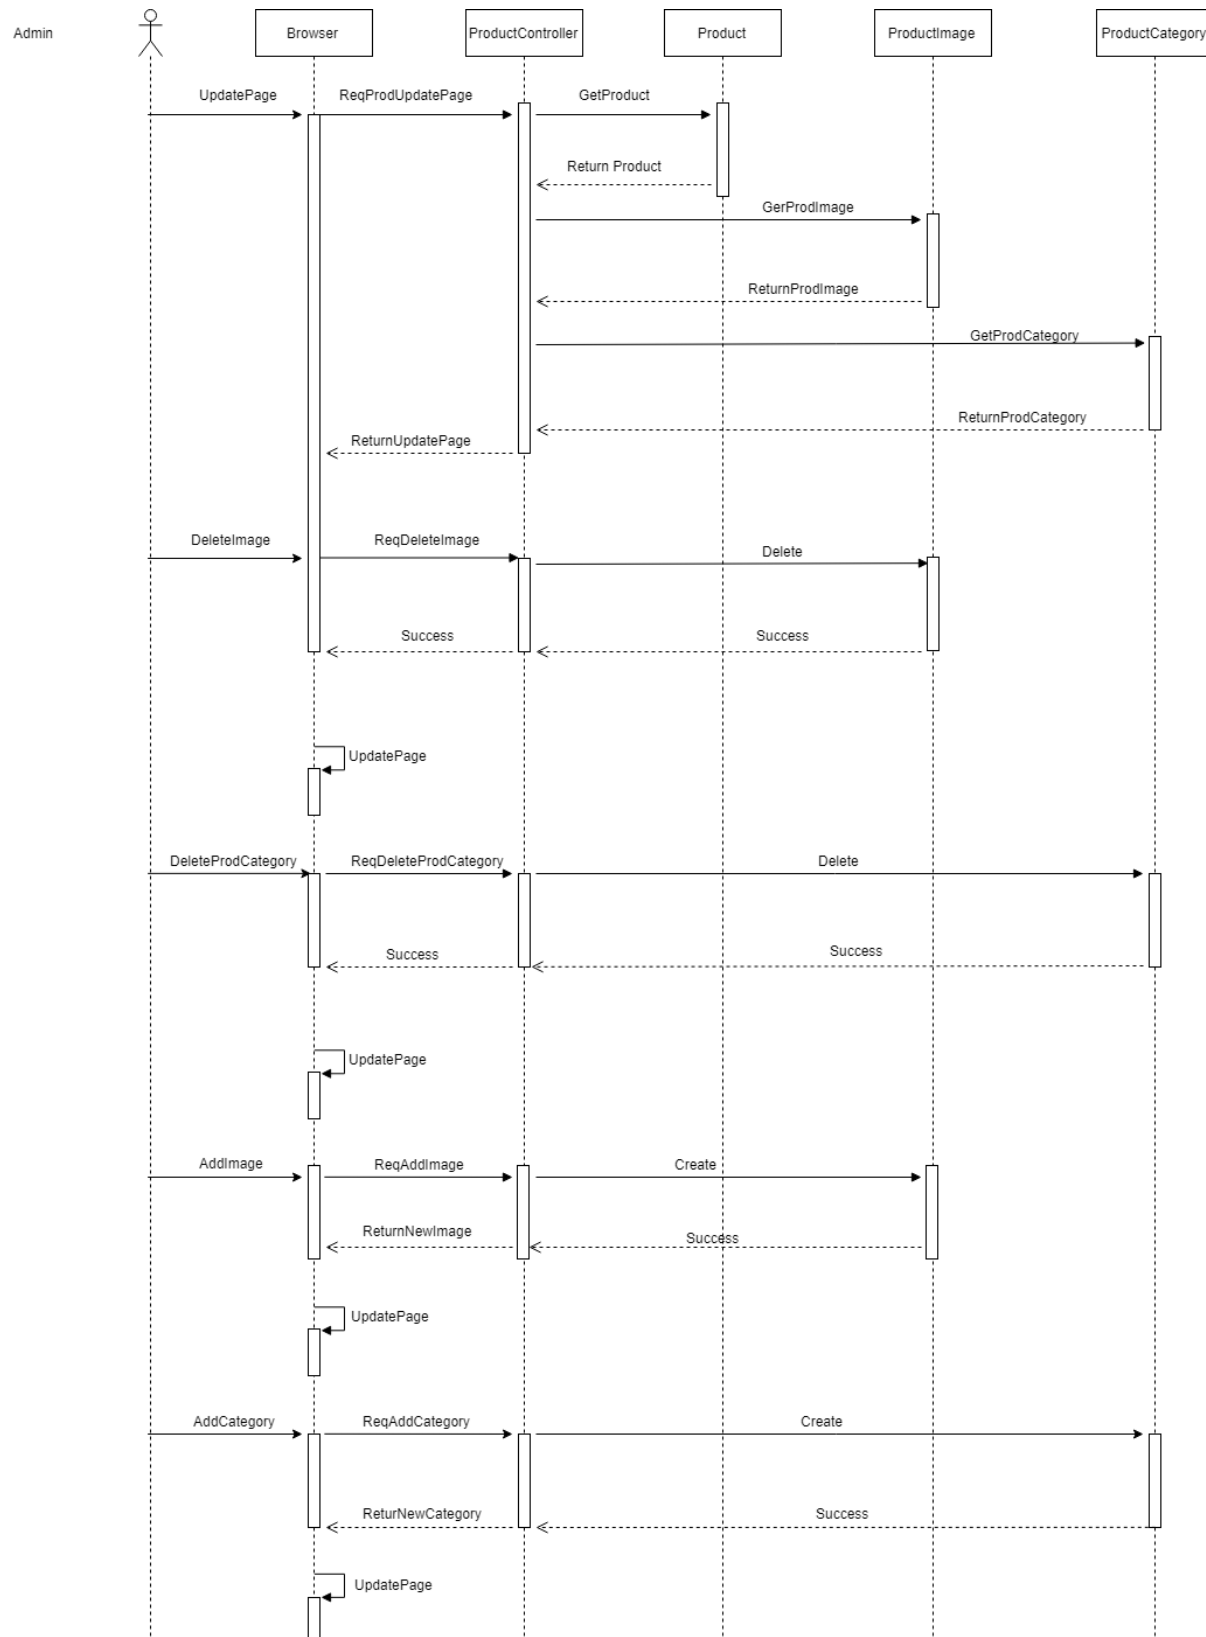 Admin
Browser
ProductController
Product
ProductImage
ProductCategory
UpdatePage
ReqProdUpdatePage
GetProduct
Return Product
GerProdImage
ReturnProdImage
GetProdCategory
ReturnProdCategory
ReturnUpdatePage
DeleteImage
ReqDeleteImage
Delete
Success
Success
UpdatePage
DeleteProdCategory
ReqDeleteProdCategory
Delete
Success
Success
UpdatePage
AddImage
ReqAddImage
Create
ReturnNewImage
Success
UpdatePage
AddCategory
ReqAddCategory
Create
ReturNewCategory
Success
UpdatePage